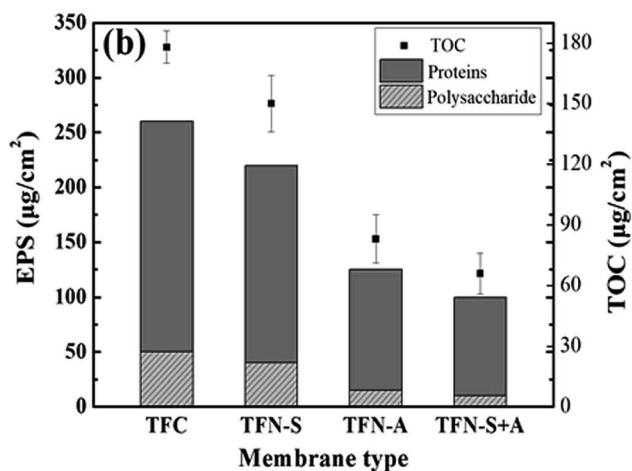 (b)
TOC
Proteins
Polysaccharide
350
300
250
200
150
100
50
0
EPS (µg/cm²)
180
150
120
90
60
30
0
TOC (µg/cm²)
TFC TFN-S TFN-A TFN-S+A
Membrane type